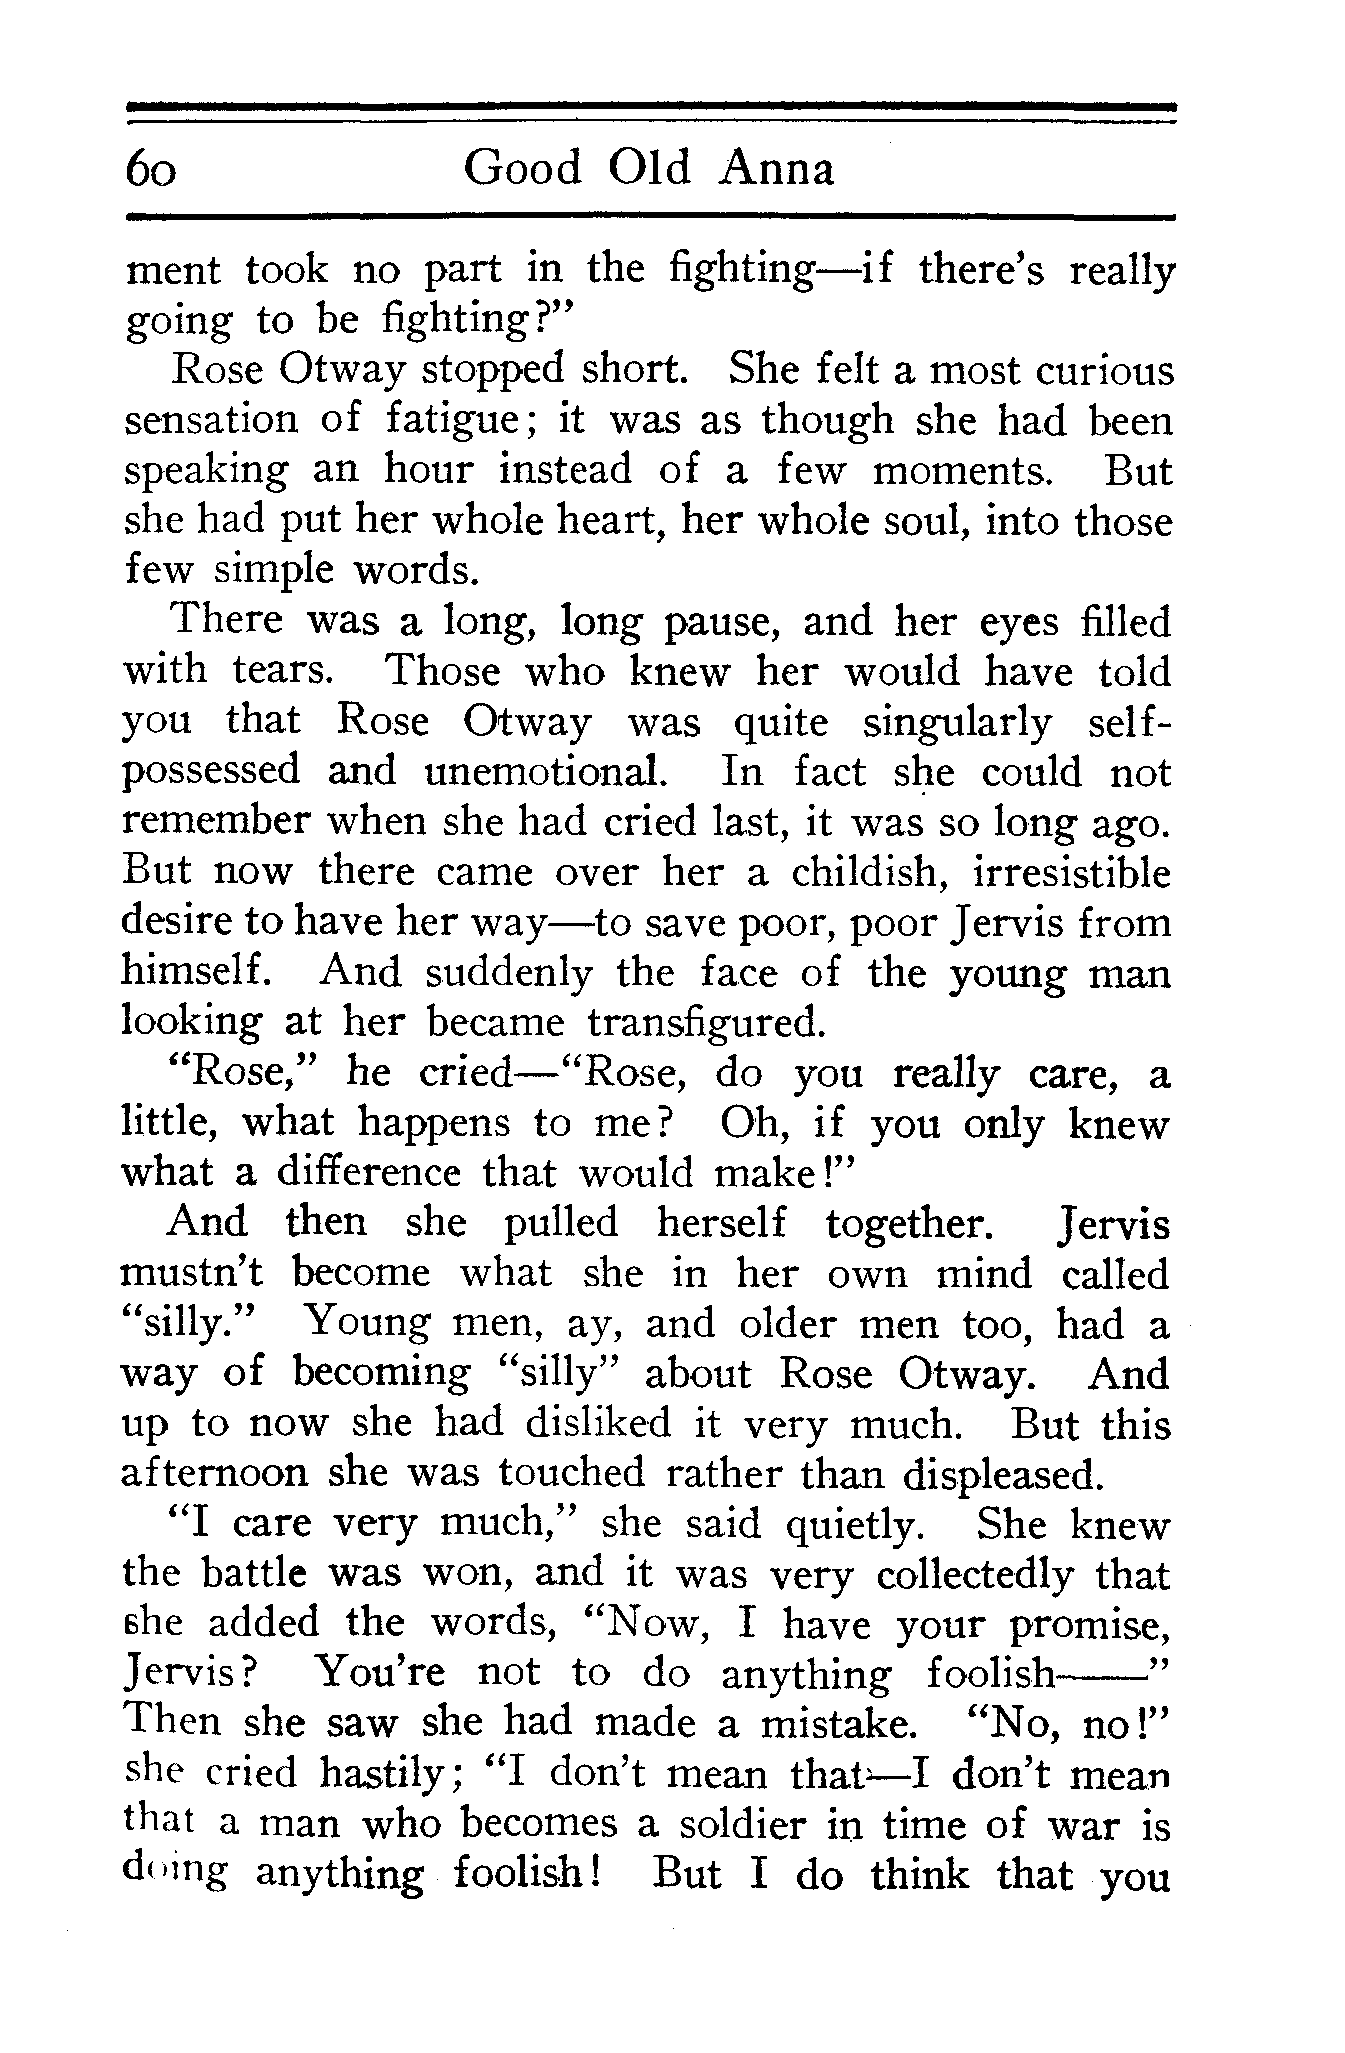 60 Good Old Anna
ment took no part in the fighting—if there's really
going to be fighting?"
Rose Otway stopped short. She felt a most curious
sensation of fatigue; it was as though she had been
speaking an hour instead of a few moments. But
she had put her whole heart, her whole soul, into those
few simple words.
There was a long, long pause, and her eyes filled
with tears. Those who knew her would have told
you that Rose Otway was quite singularly self-
possessed and unemotional. In fact she could not
remember when she had cried last, it was so long ago.
But now there came over her a childish, irresistible
desire to have her way—to save poor, poor Jervis from
himself. And suddenly the face of the young man
looking at her became transfigured.
"Rose," he cried—"Rose, do you really care, a
little, what happens to me? Oh, if you only knew
what a difference that would make!"
And then she pulled herself together. Jervis
mustn't become what she in her own mind called
"silly." Young men, ay, and older men too, had a
way of becoming "silly" about Rose Otway. And
up to now she had disliked it very much. But this
afternoon she was touched rather than displeased.
"I care very much," she said quietly. She knew
the battle was won, and it was very collectedly that
she added the words, "Now, I have your promise,
Jervis? You're not to do anything foolish——"
Then she saw she had made a mistake. "No, no!"
she cried hastily; "I don't mean that—I don't mean
that a man who becomes a soldier in time of war is
doing anything foolish! But I do think that you